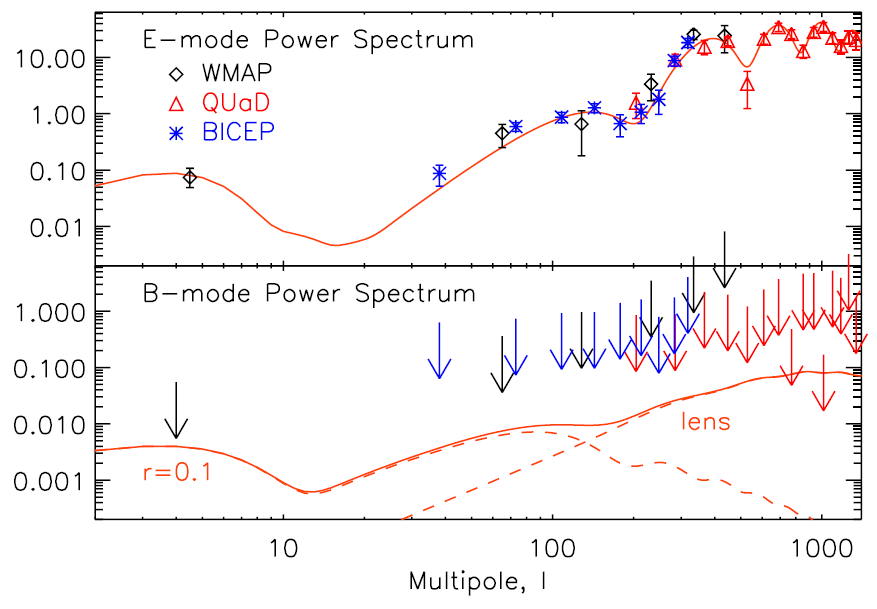 E-mode Power Spectrum
WMAP
QUaD
BICEP
10.00
1.00
0.10
0.01
B-mode Power Spectrum
1.000
0.100
0.010
0.001
lens
r=0.1
10
100
1000
Multipole, l